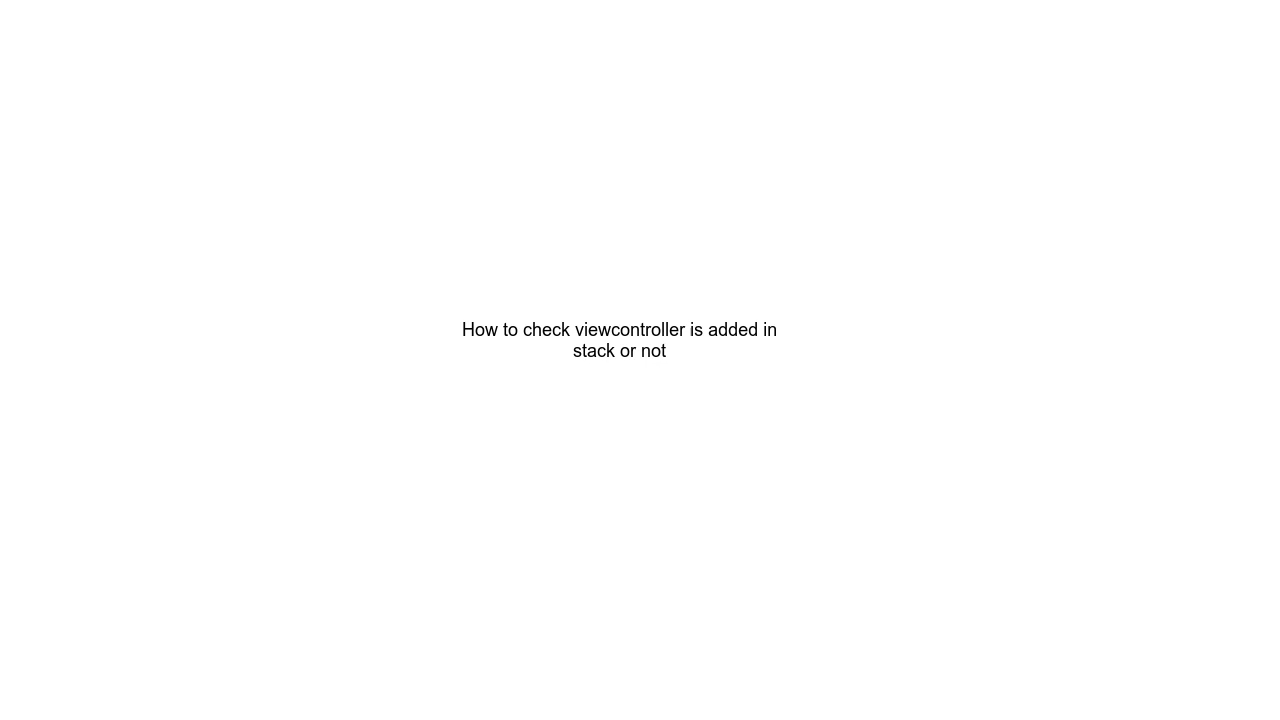 How to check viewcontroller is added in
stack or not